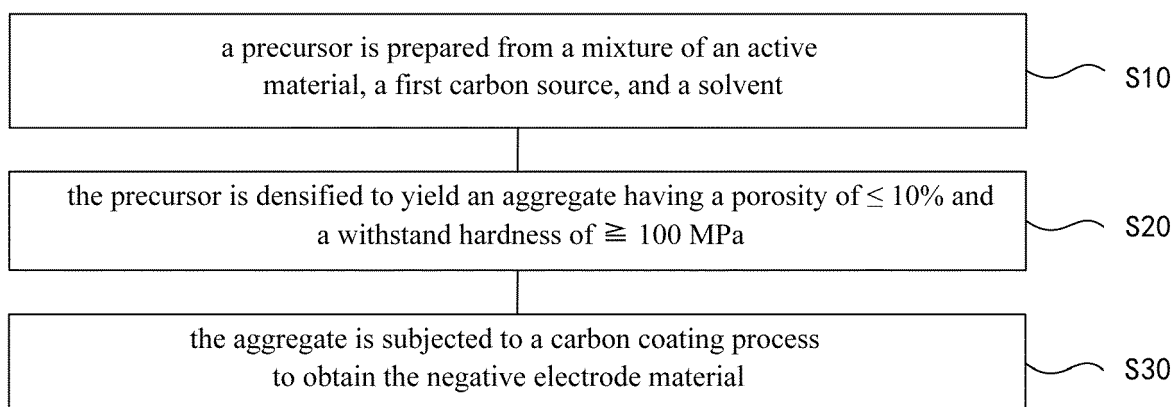 a precursor is prepared from a mixture of an active
material, a first carbon source, and a solvent
S10
the precursor is densified to yield an aggregate having a porosity of ≤ 10% and
a withstand hardness of ≧ 100 MPa
S20
the aggregate is subjected to a carbon coating process
to obtain the negative electrode material
S30